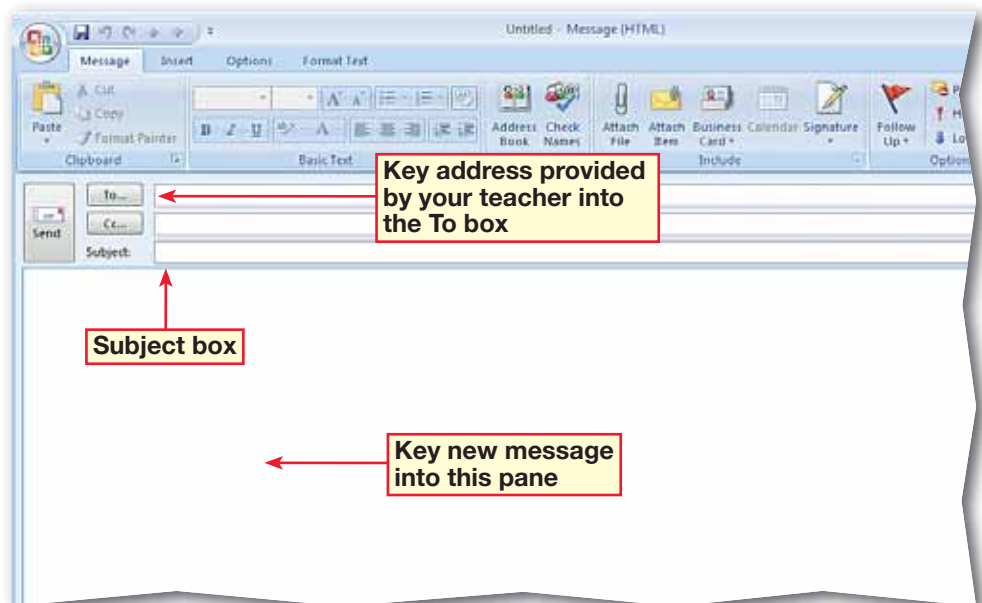 Untitled - Message (HTML)
Message Insert Options Format Text
Cut
Copy
Paste
Format Painter
Clipboard
B I U
A
Basic Text
Address Book
Check Names
Attach File
Attach Item
Business Card
Calendar
Signature
Include
Follow Up
Option
Key address provided
by your teacher into
the To box
To...
Cc...
Send
Subject:
Subject box
Key new message
into this pane